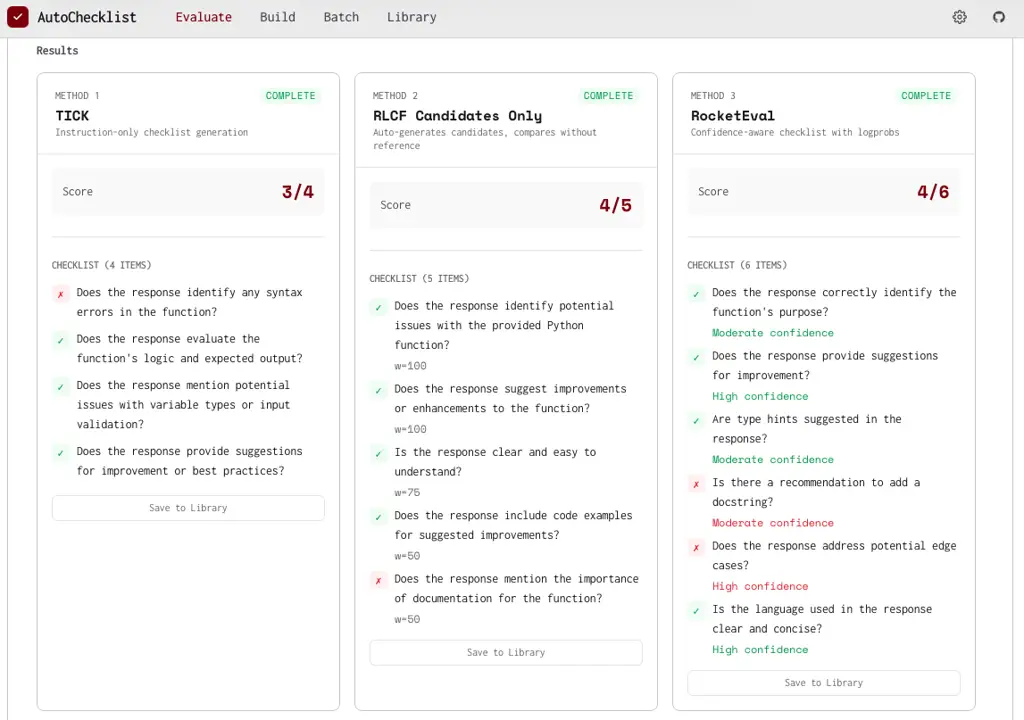 AutoChecklist Evaluate Build Batch Library
Results
METHOD 1 COMPLETE
TICK
Instruction-only checklist generation
Score 3/4
CHECKLIST (4 ITEMS)
✗ Does the response identify any syntax
errors in the function?
✓ Does the response evaluate the
function's logic and expected output?
✓ Does the response mention potential
issues with variable types or input
validation?
✓ Does the response provide suggestions
for improvement or best practices?
Save to Library
METHOD 2 COMPLETE
RLCF Candidates Only
Auto-generates candidates, compares without
reference
Score 4/5
CHECKLIST (5 ITEMS)
✓ Does the response identify potential
issues with the provided Python
function?
w=100
✓ Does the response suggest improvements
or enhancements to the function?
w=100
✓ Is the response clear and easy to
understand?
w=75
✓ Does the response include code examples
for suggested improvements?
w=50
✗ Does the response mention the importance
of documentation for the function?
w=50
Save to Library
METHOD 3 COMPLETE
RocketEval
Confidence-aware checklist with logprobs
Score 4/6
CHECKLIST (6 ITEMS)
✓ Does the response correctly identify the
function's purpose?
Moderate confidence
✓ Does the response provide suggestions
for improvement?
High confidence
✓ Are type hints suggested in the
response?
Moderate confidence
✗ Is there a recommendation to add a
docstring?
Moderate confidence
✗ Does the response address potential edge
cases?
High confidence
✓ Is the language used in the response
clear and concise?
High confidence
Save to Library